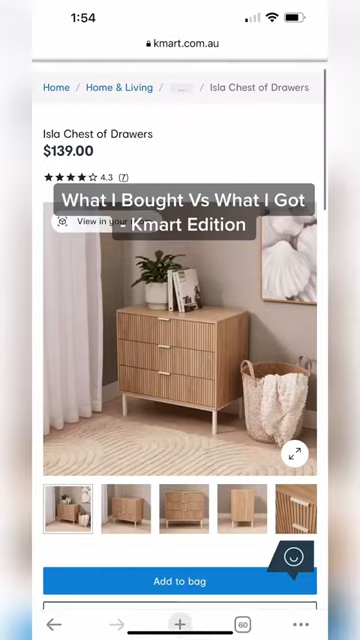 1:54
kmart.com.au
Home / Home & Living / ... / Isla Chest of Drawers
Isla Chest of Drawers
$139.00
4.3 (7)
What I Bought Vs What I Got
- Kmart Edition
View in your
Add to bag
60